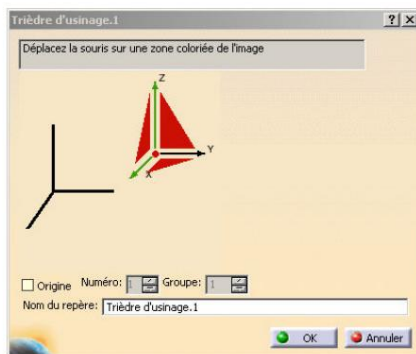 Trièdre d'usinage.1
Déplacez la souris sur une zone coloriée de l'image
Z
Y
X
Origine Numéro: 1 Groupe: 1
Nom du repère: Trièdre d'usinage.1
OK Annuler